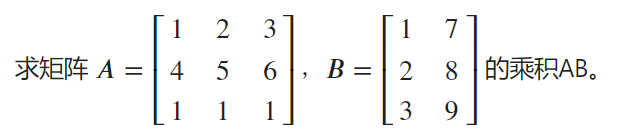 求矩阵 A = [1 2 3; 4 5 6; 1 1 1], B = [1 7; 2 8; 3 9] 的乘积AB。